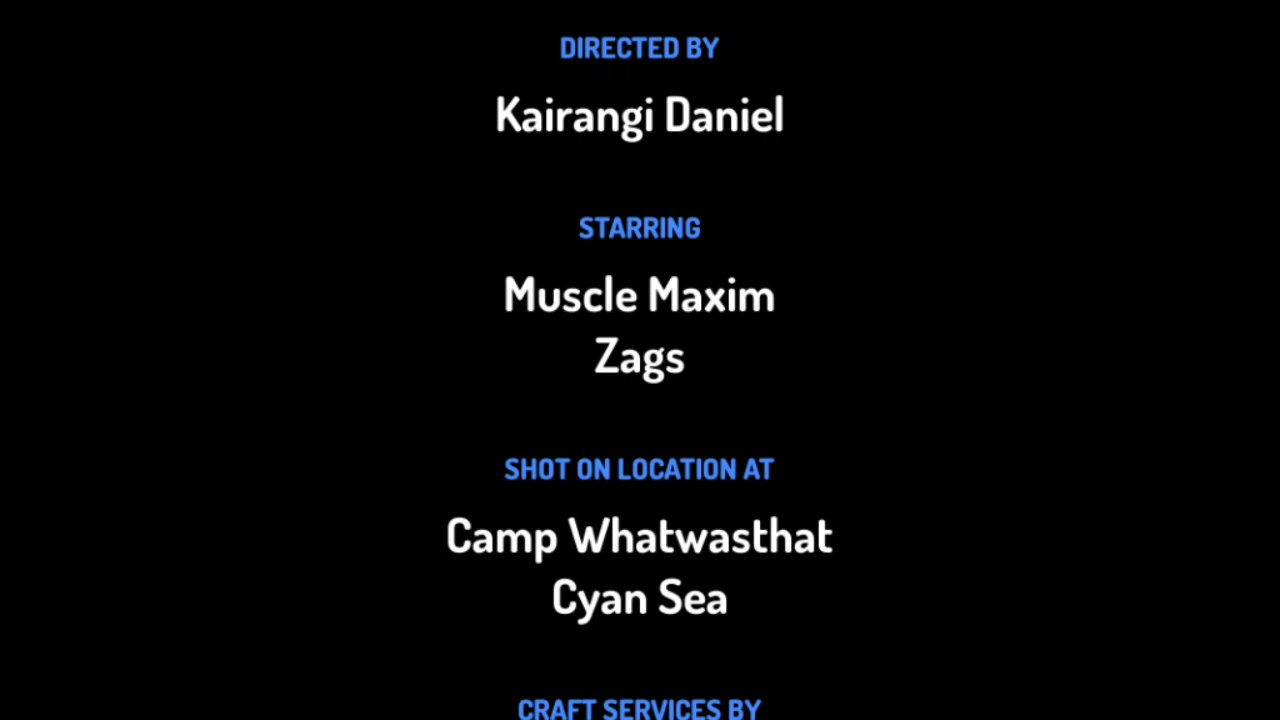 DIRECTED BY
Kairangi Daniel
STARRING
Muscle Maxim
Zags
SHOT ON LOCATION AT
Camp Whatwasthat
Cyan Sea
CRAFT SERVICES BY